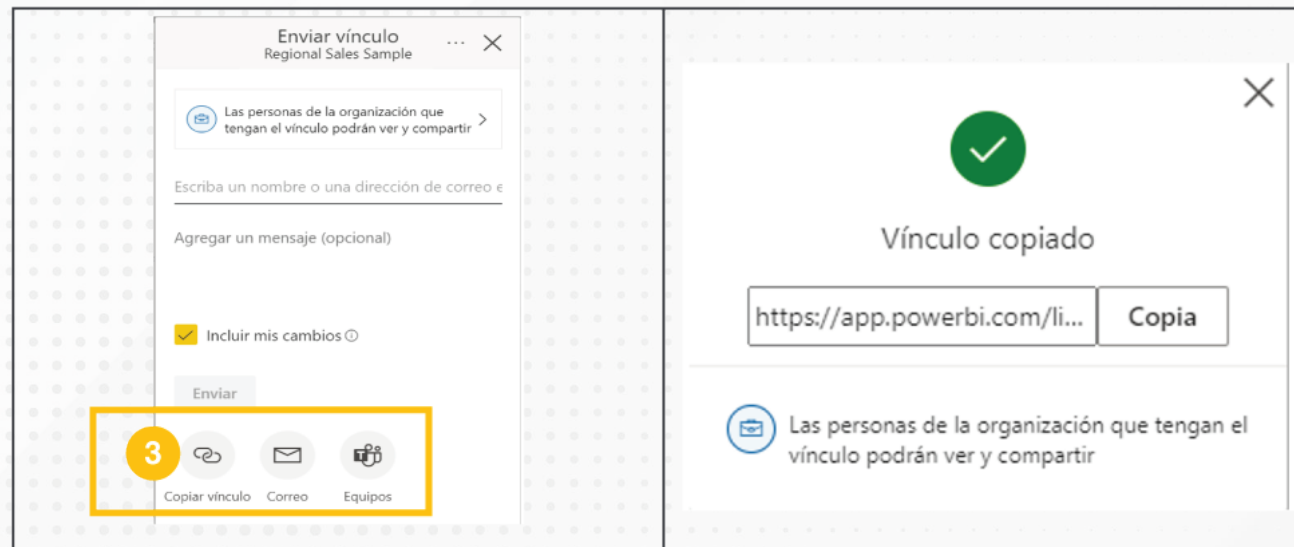 Enviar vínculo
Regional Sales Sample
Las personas de la organización que
tengan el vínculo podrán ver y compartir
Escriba un nombre o una dirección de correo e
Agregar un mensaje (opcional)
Incluir mis cambios
Enviar
3
Copiar vínculo Correo Equipos
Vínculo copiado
https://app.powerbi.com/li... Copia
Las personas de la organización que tengan el
vínculo podrán ver y compartir